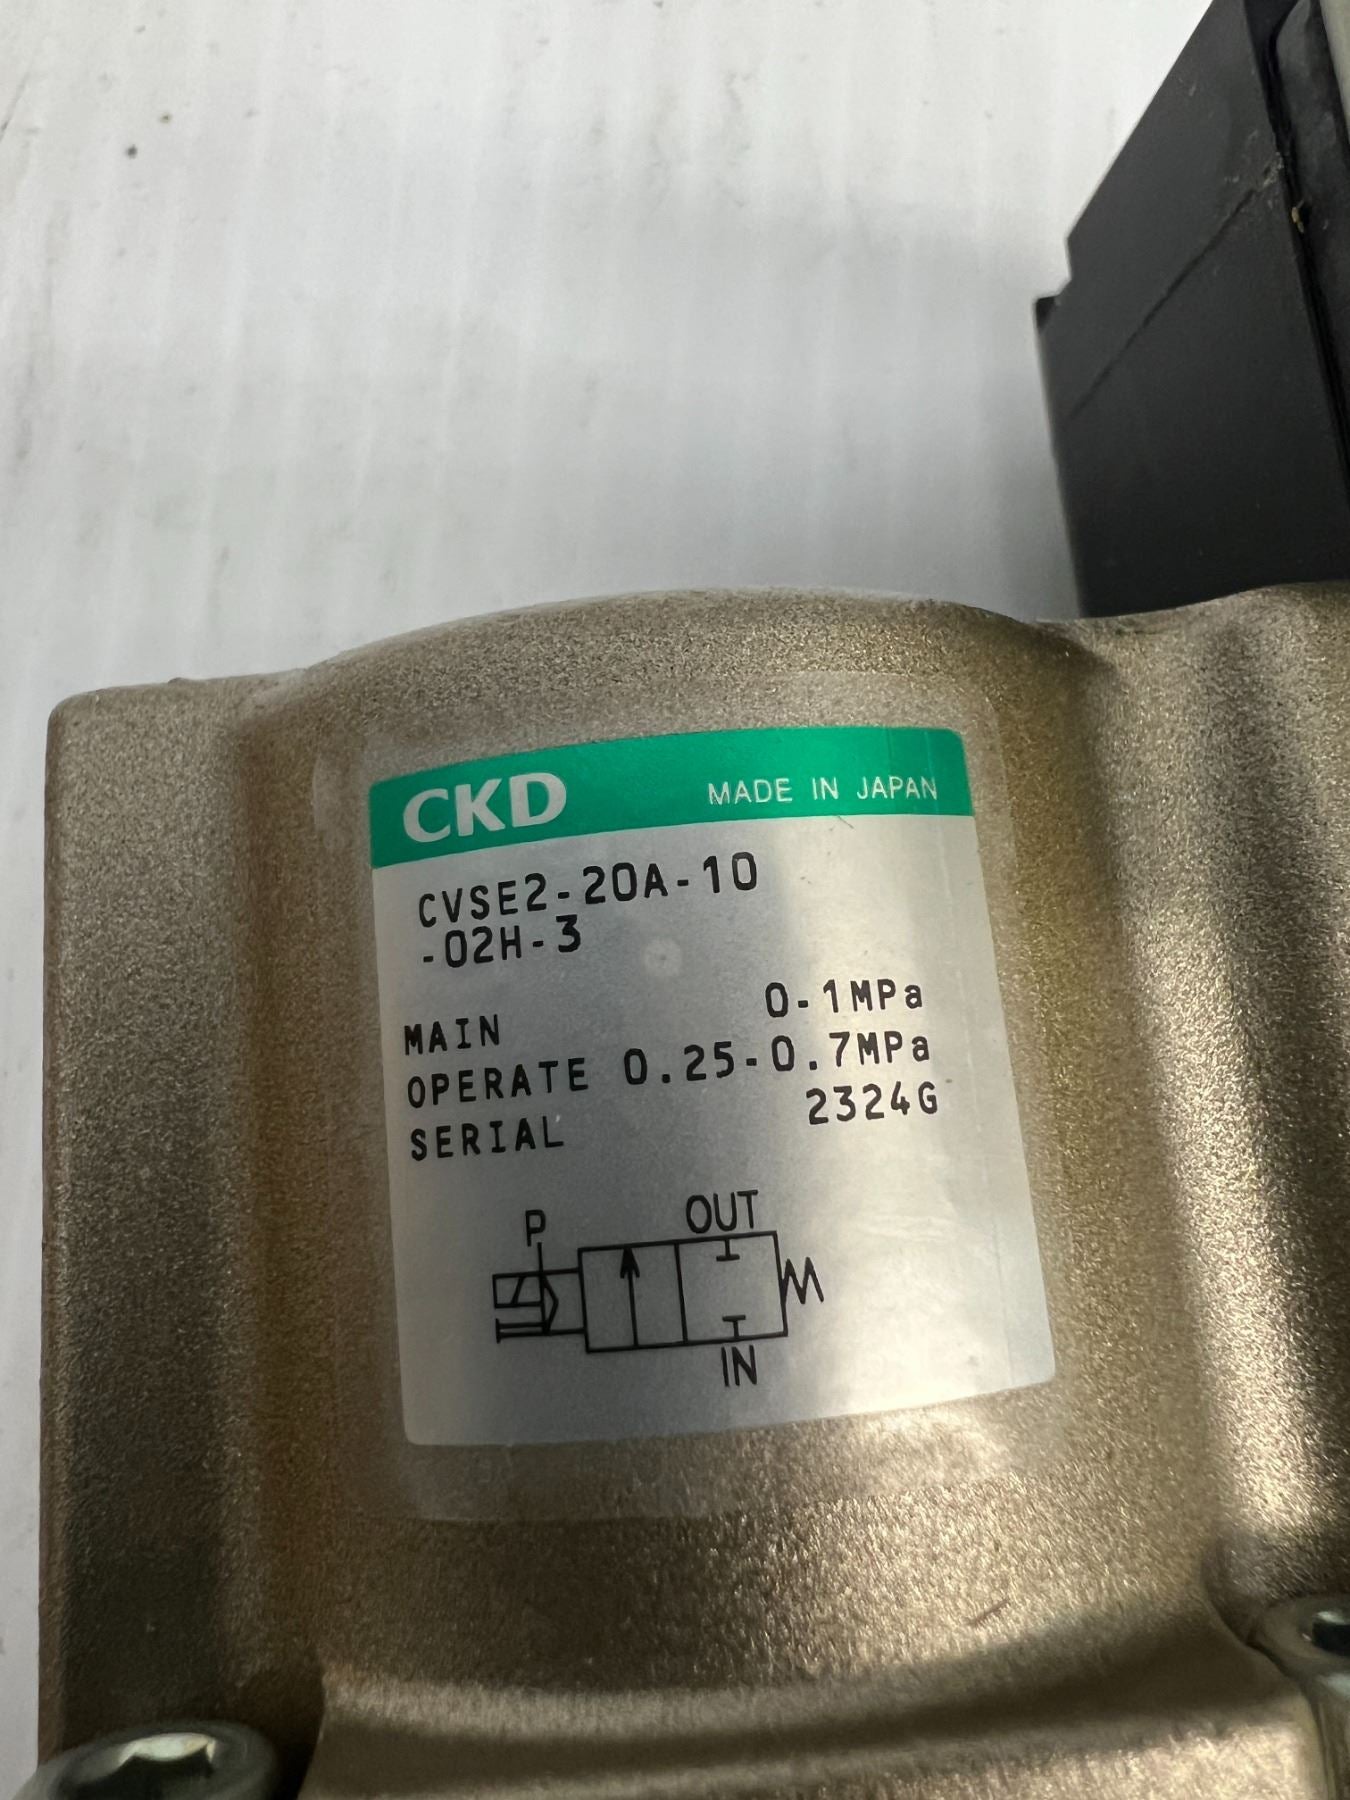 CKD MADE IN JAPAN
CVSE2-20A-10
-02H-3
MAIN 0-1MPa
OPERATE 0.25-0.7MPa
SERIAL 2324G
P OUT
IN